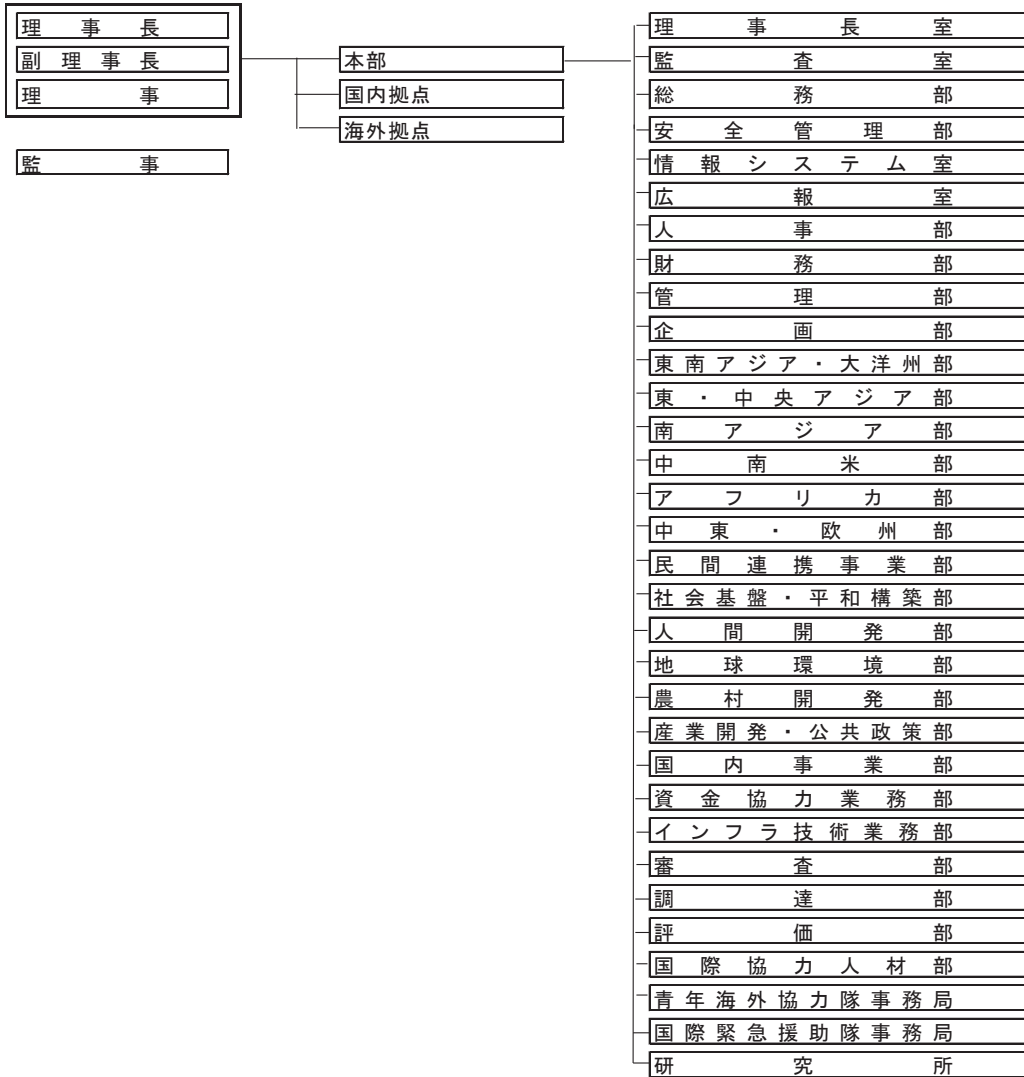 理事長
副理事長
理事
監事
本部
国内拠点
海外拠点
理事長室
監査室
総務部
安全管理部
情報システム室
広報室
人事部
財務部
管理部
企画部
東南アジア・大洋州部
東・中央アジア部
南アジア部
中南米部
アフリカ部
中東・欧州部
民間連携事業部
社会基盤・平和構築部
人間開発部
地球環境部
農村開発部
産業開発・公共政策部
国内事業部
資金協力業務部
インフラ技術業務部
審査部
調達部
評価部
国際協力人材部
青年海外協力隊事務局
国際緊急援助隊事務局
研究所